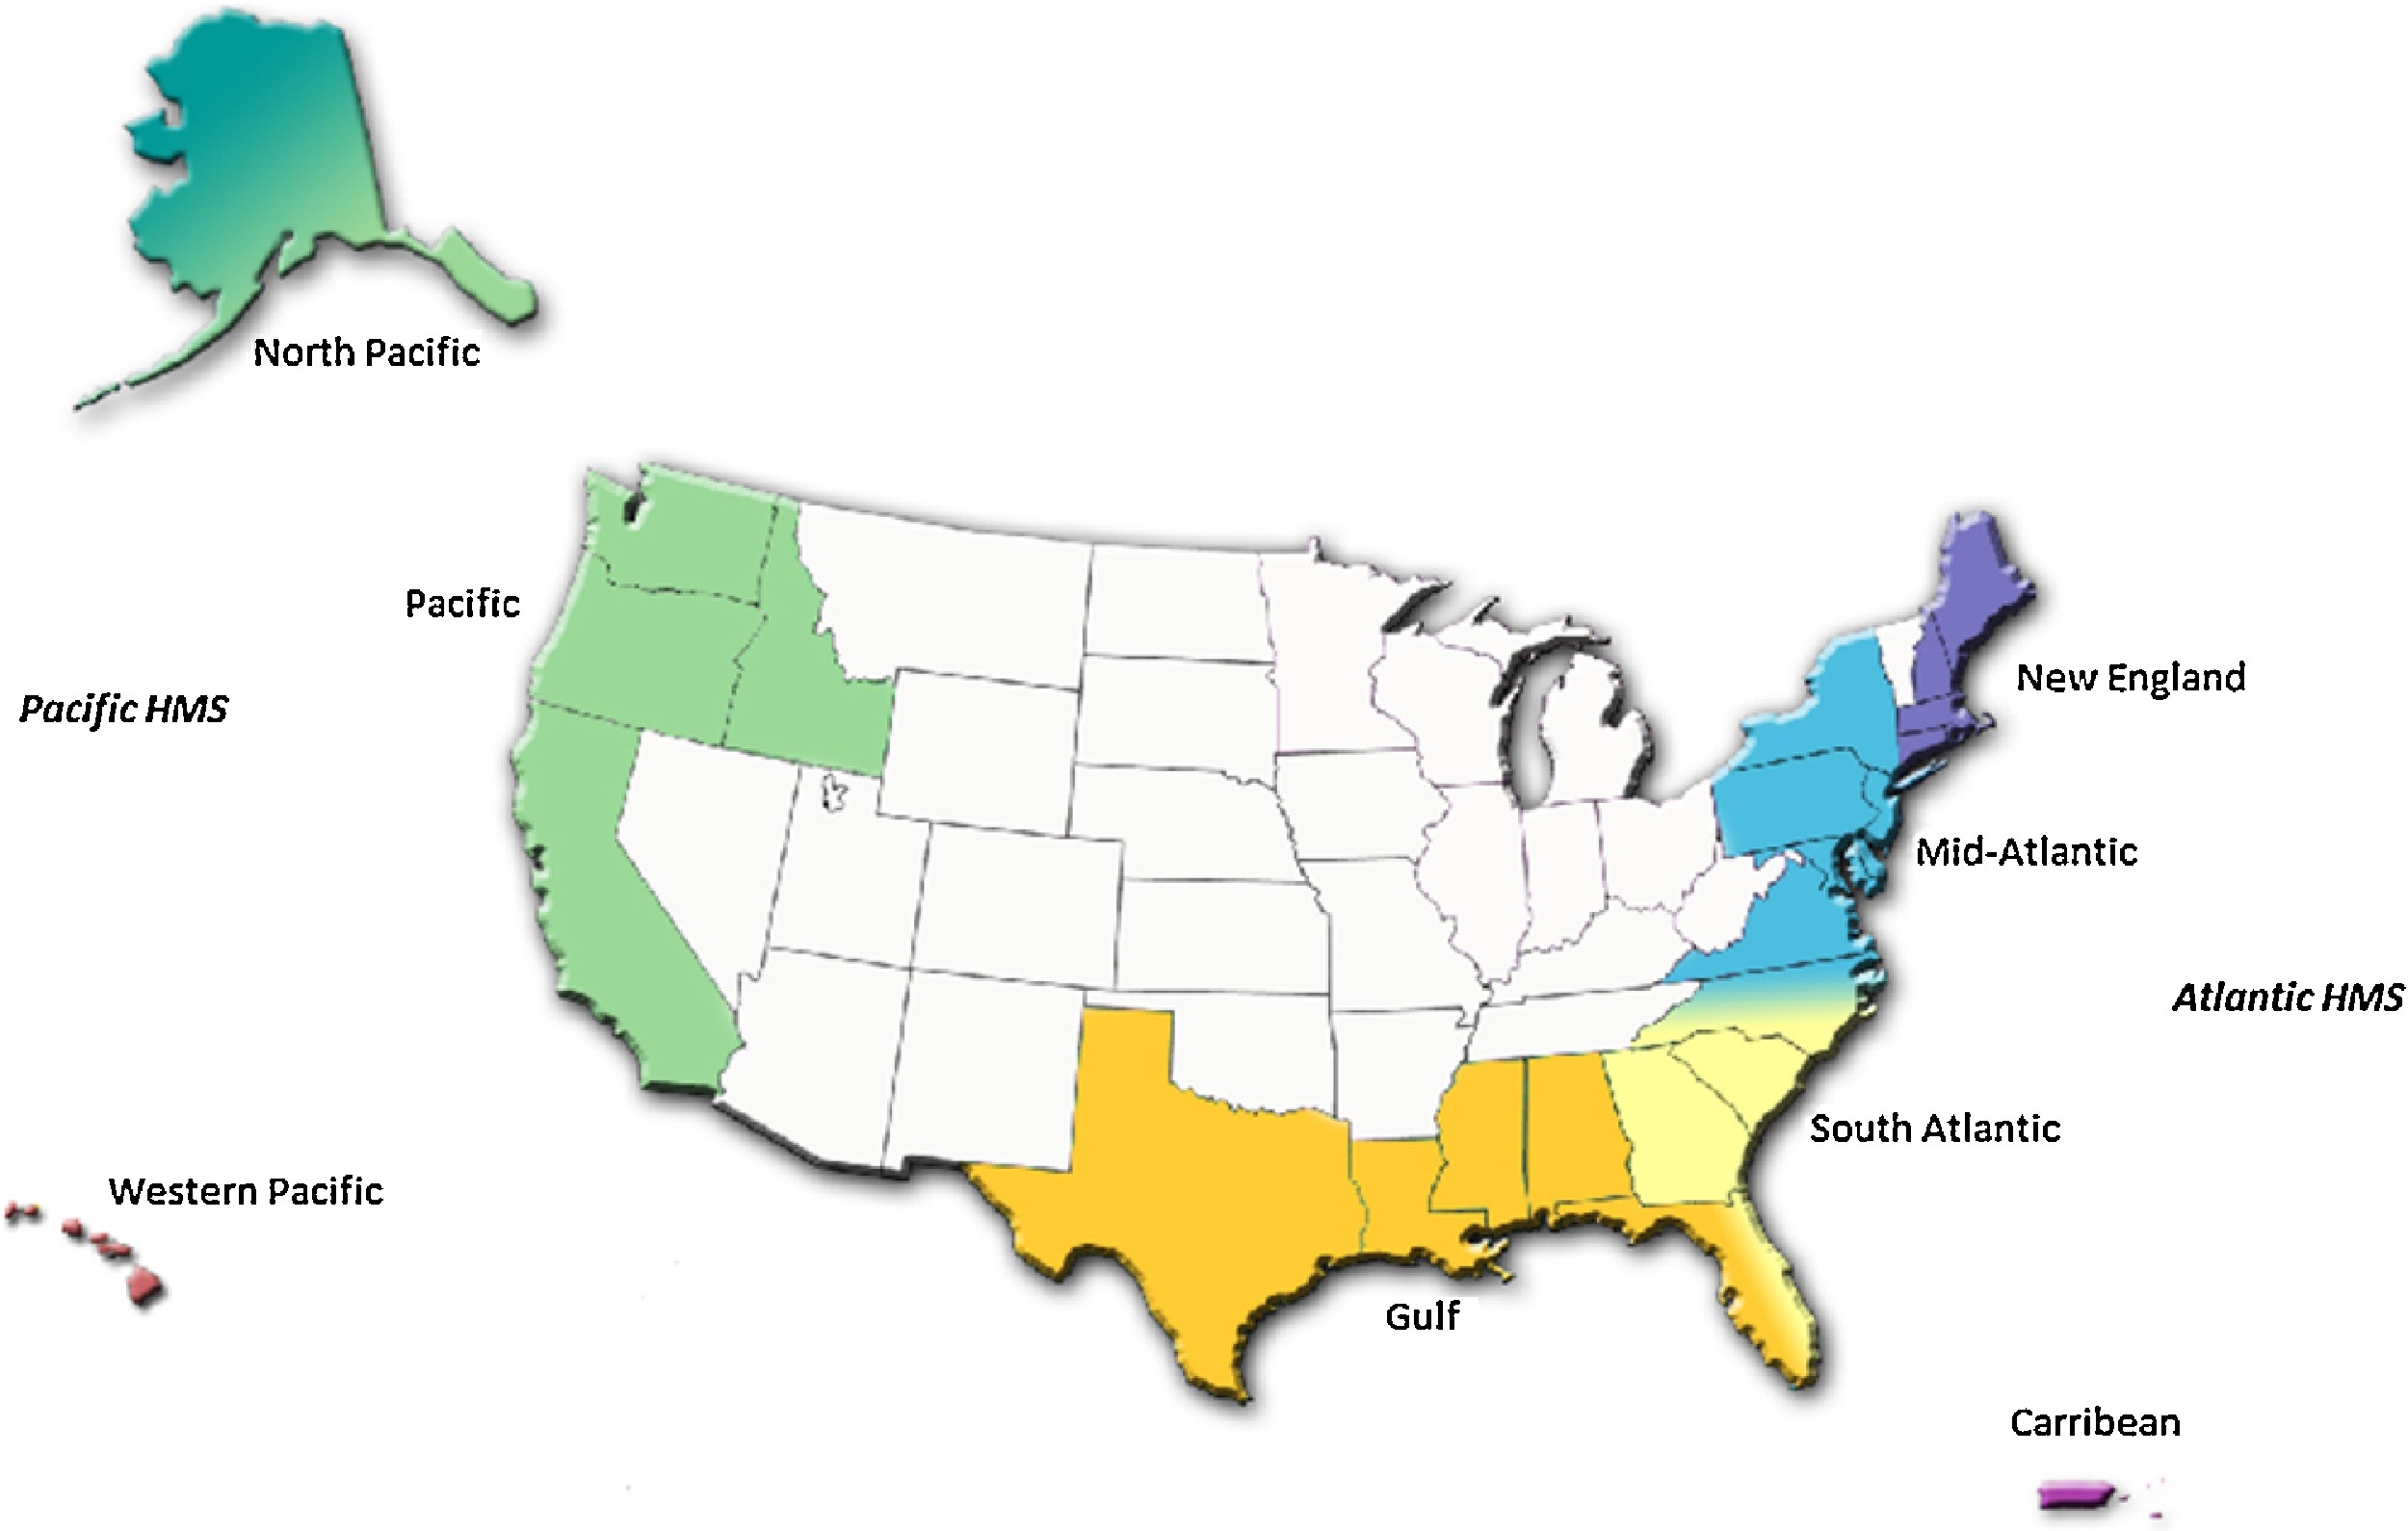 North Pacific
Pacific
New England
Pacific HMS
Mid-Atlantic
Atlantic HMS
South Atlantic
Western Pacific
Gulf
Carribean